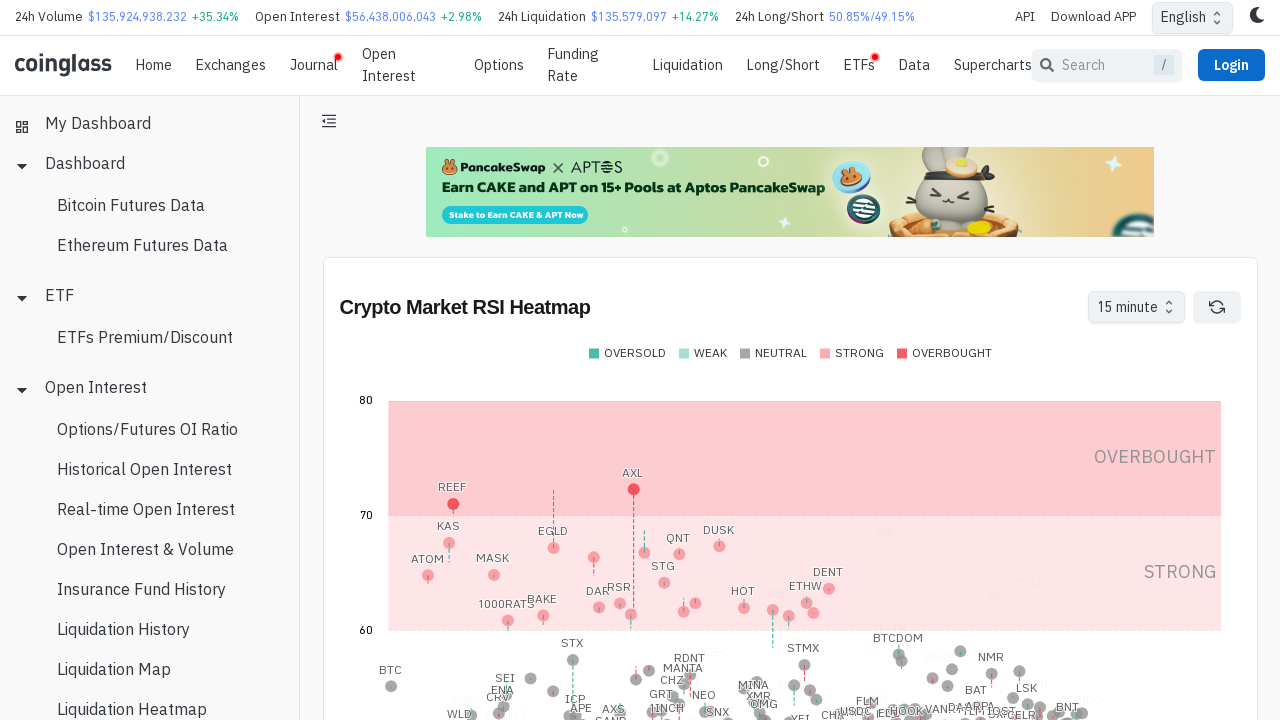 24h Volume $135,924,938,232 +35.34% Open Interest $56,438,006,043 +2.98% 24h Liquidation $135,579,097 +14.27% 24h Long/Short 50.85%/49.15% API Download APP English
coinglass Home Exchanges Journal Open Interest Options Funding Rate Liquidation Long/Short ETFs Data Supercharts Search / Login
My Dashboard
Dashboard
Bitcoin Futures Data
Ethereum Futures Data
ETF
ETFs Premium/Discount
Open Interest
Options/Futures OI Ratio
Historical Open Interest
Real-time Open Interest
Open Interest & Volume
Insurance Fund History
Liquidation History
Liquidation Map
Liquidation Heatmap
PancakeSwap × APTOS
Earn CAKE and APT on 15+ Pools at Aptos PancakeSwap
Stake to Earn CAKE & APT Now
Crypto Market RSI Heatmap 15 minute
OVERSOLD WEAK NEUTRAL STRONG OVERBOUGHT
80
OVERBOUGHT
AXL
REEF
70
KAS EGLD QNT DUSK
ATOM MASK STG STRONG
DENT
DAR RSR HOT ETHW
1000RATS BAKE
60
STX BTCDOM
BTC RDNT STMX NMR
MANTA
SEI CHZ
ENA MINA BAT LSK
CRV GRT NEO XMR
ICP 1INCH OMG FLM
WLD APE AXS SNX HOOK BNT